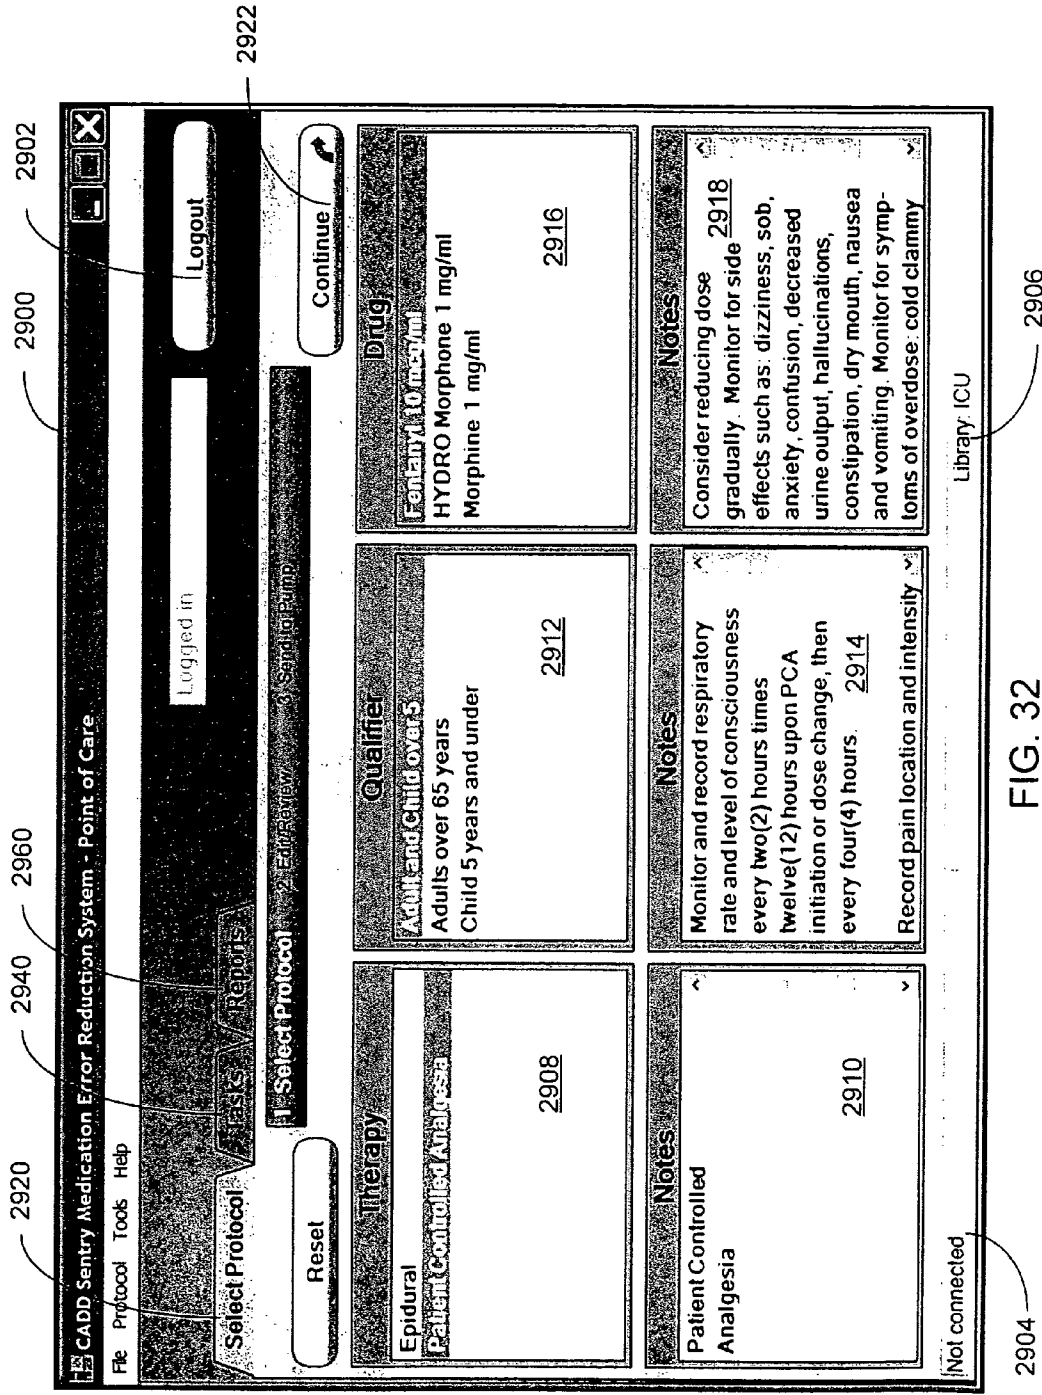 2900
2902
2920
2940
2960
2922
CADD Sentry Medication Error Reduction System - Point of Care
File Protocol Tools Help
Logged in
Logout
Select Protocol
Tasks
Reports
Reset
1. Select Protocol 2. Edit/Review 3. Send to Pump
Continue
Therapy
Epidural
Patient Controlled Analgesia
2908
Qualifier
Adult and Child over 5
Adults over 65 years
Child 5 years and under
2912
Drug
Fentanyl 10 mcg/ml
HYDRO Morphone 1 mg/ml
Morphine 1 mg/ml
2916
Notes
Patient Controlled
Analgesia
2910
Notes
Monitor and record respiratory
rate and level of consciousness
every two(2) hours times
twelve(12) hours upon PCA
initiation or dose change, then
every four(4) hours. 2914
Record pain location and intensity
Notes
Consider reducing dose
gradually. Monitor for side 2918
effects such as: dizziness, sob,
anxiety, confusion, decreased
urine output, hallucinations,
constipation, dry mouth, nausea
and vomiting. Monitor for symp-
toms of overdose: cold clammy
Not connected
Library: ICU
2904
2906
FIG. 32